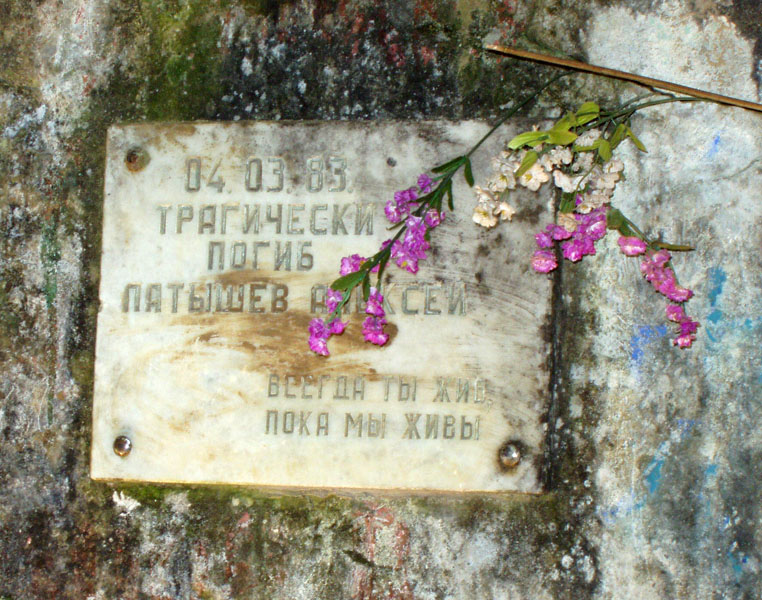 04.03.83.
ТРАГИЧЕСКИ
ПОГИБ
ЛАТЫШЕВ АЛЕКСЕЙ
ВСЕГДА ТЫ ЖИВ,
ПОКА МЫ ЖИВЫ